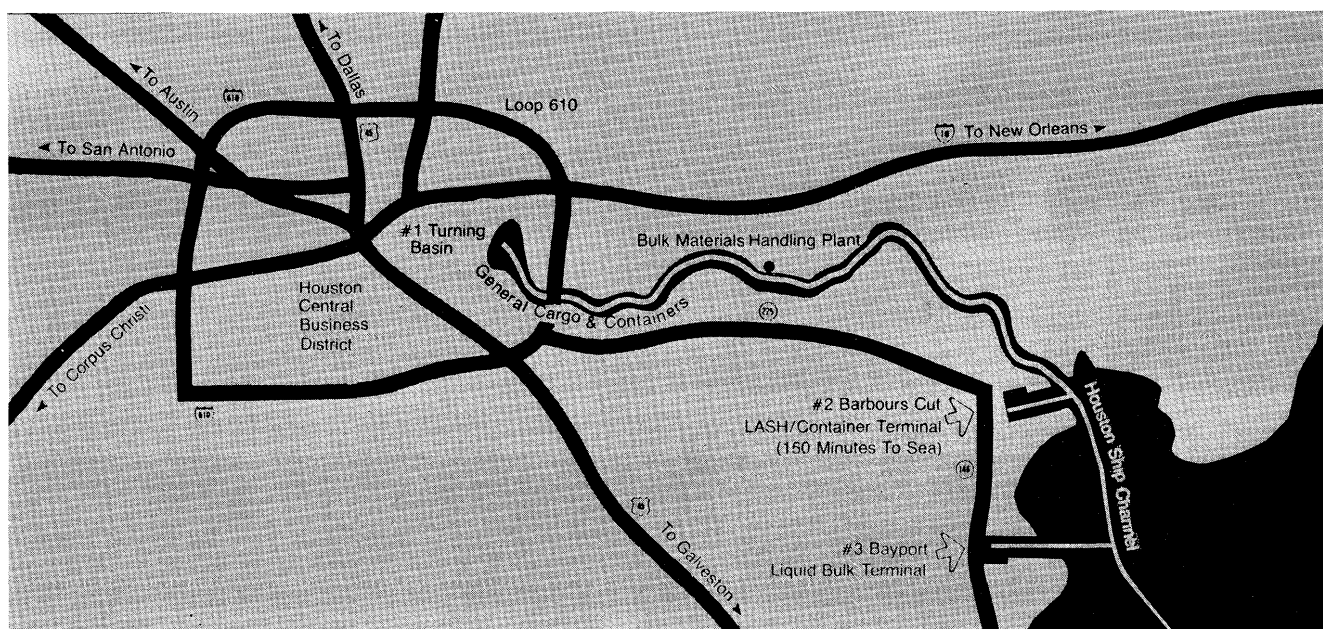 To Dallas
To Austin
610
Loop 610
45
10 To New Orleans
To San Antonio
#1 Turning
Basin
Bulk Materials Handling Plant
General Cargo & Containers
Houston
Central
Business
District
225
To Corpus Christi
610
#2 Barbours Cut
LASH/Container Terminal
(150 Minutes To Sea)
Houston Ship Channel
146
45
To Galveston
#3 Bayport
Liquid Bulk Terminal